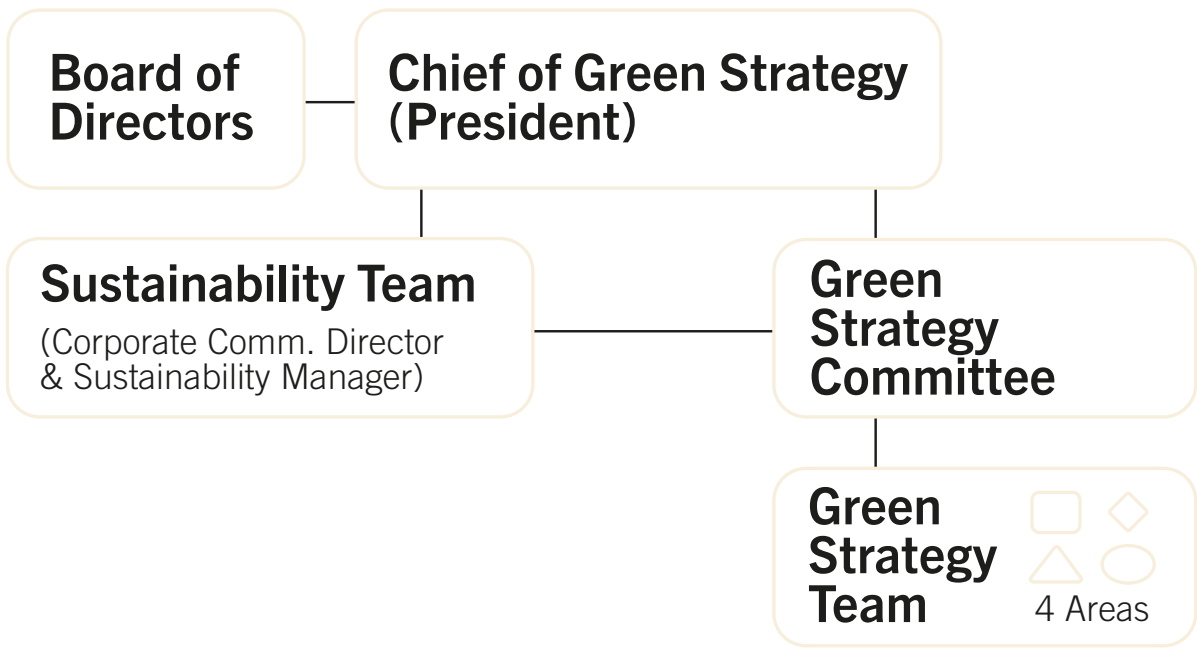 Board of
Directors
Chief of Green Strategy
(President)
Sustainability Team
(Corporate Comm. Director
& Sustainability Manager)
Green
Strategy
Committee
Green
Strategy
Team
4 Areas